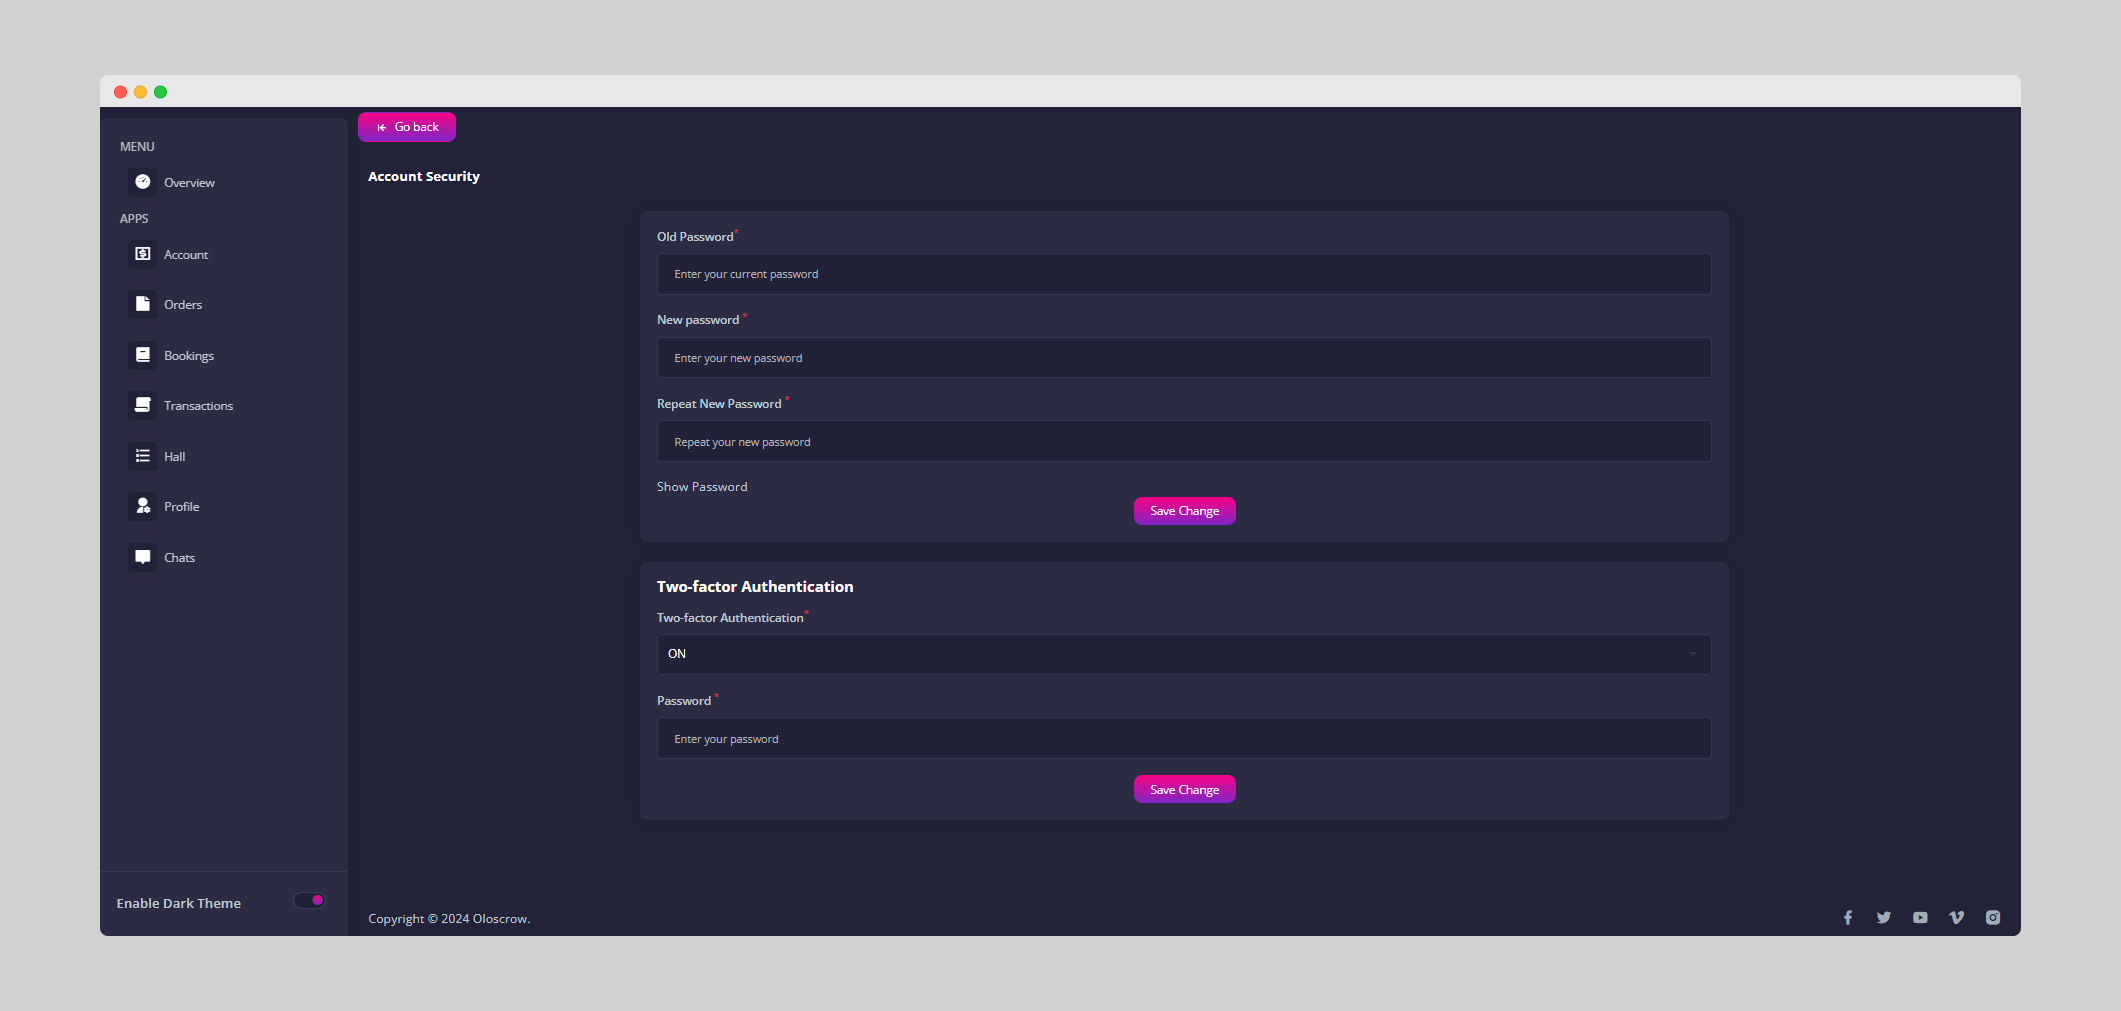 Go back
MENU
Overview
APPS
Account
Orders
Bookings
Transactions
Hall
Profile
Chats
Enable Dark Theme
Account Security
Old Password*
Enter your current password
New password *
Enter your new password
Repeat New Password *
Repeat your new password
Show Password
Save Change
Two-factor Authentication
Two-factor Authentication*
ON
Password *
Enter your password
Save Change
Copyright © 2024 Oloscrow.